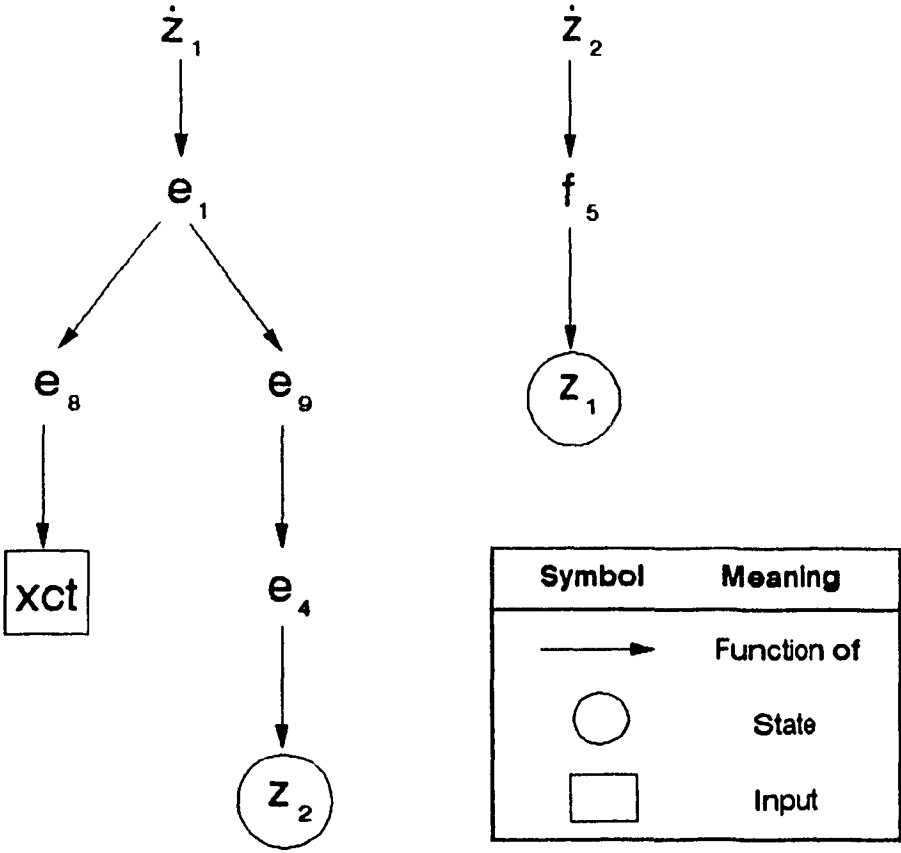 ż₁ ż₂
e₁ f₅
e₈ e₉ z₁
xct e₄
z₂
Symbol Meaning
Function of
State
Input